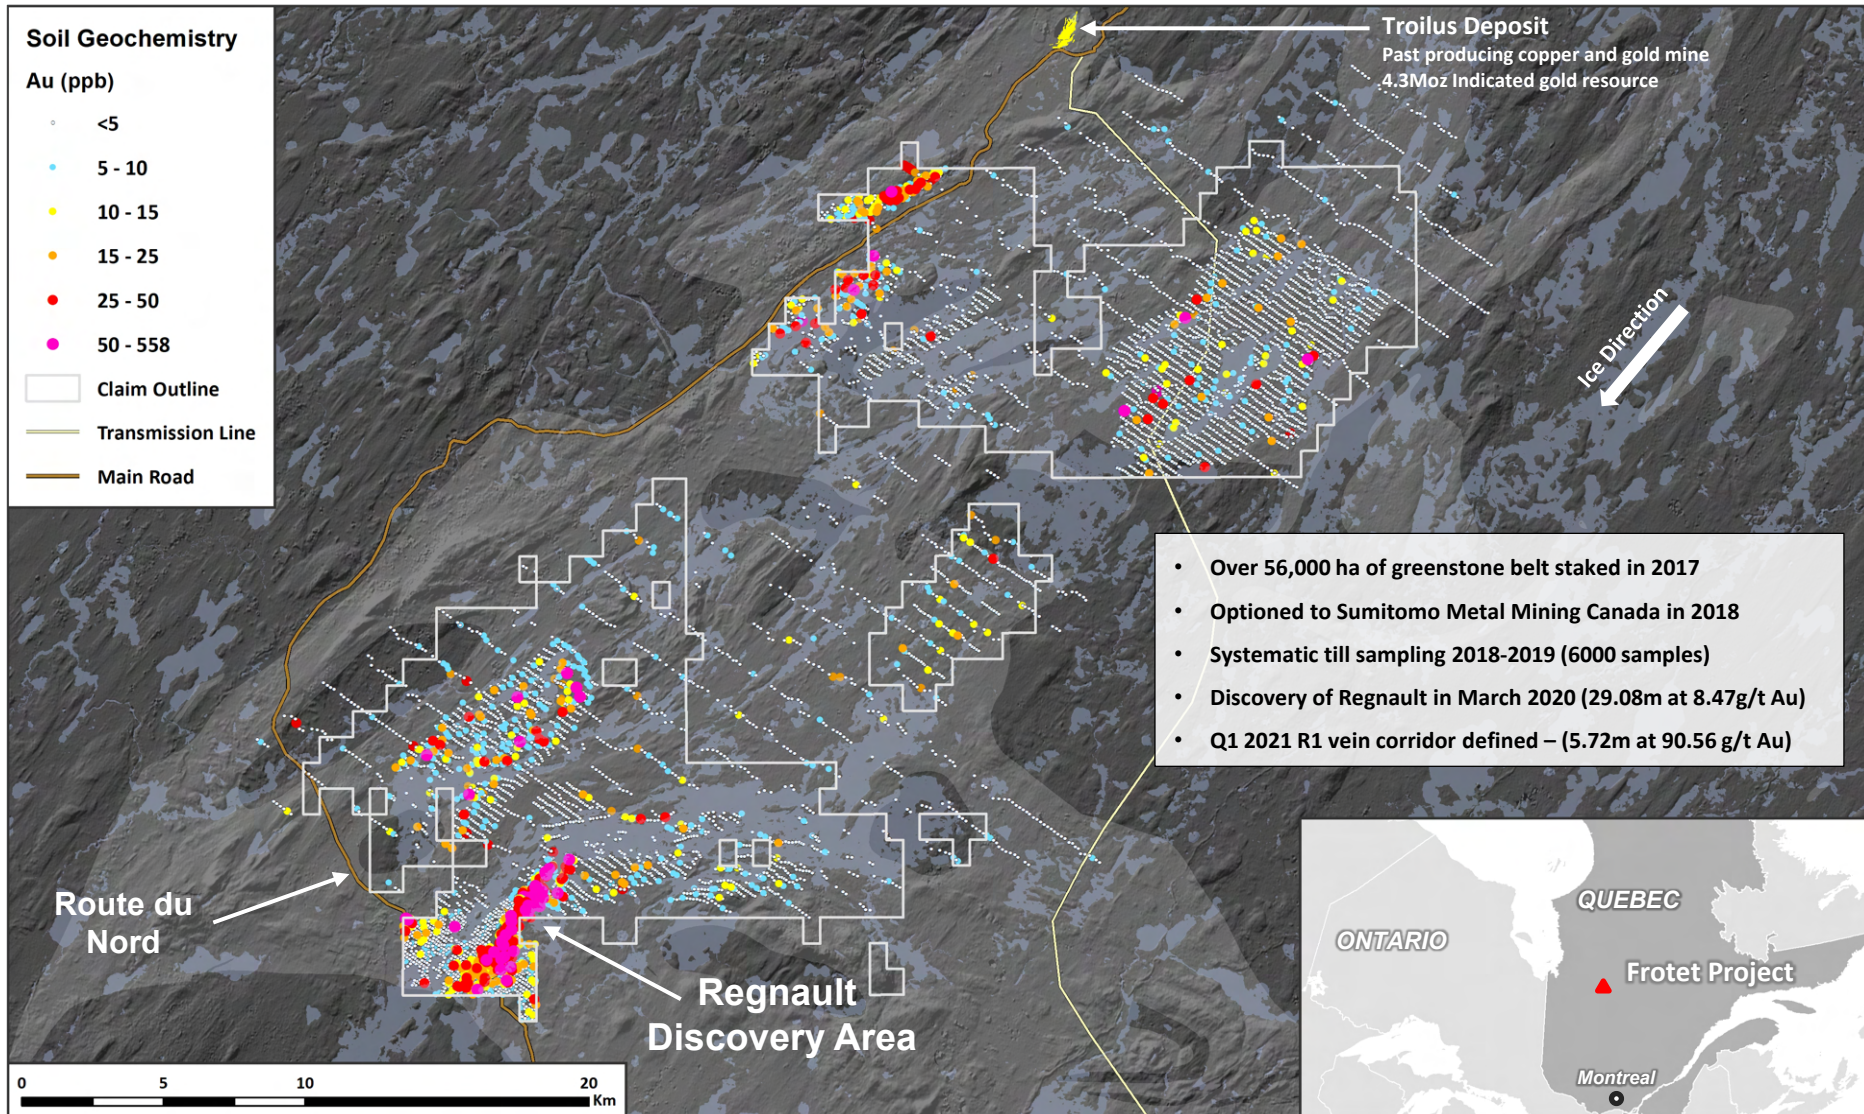 Soil Geochemistry
Au (ppb)
<5
5 - 10
10 - 15
15 - 25
25 - 50
50 - 558
Claim Outline
Transmission Line
Main Road
Troilus Deposit
Past producing copper and gold mine
4.3Moz Indicated gold resource
Ice Direction
• Over 56,000 ha of greenstone belt staked in 2017
• Optioned to Sumitomo Metal Mining Canada in 2018
• Systematic till sampling 2018-2019 (6000 samples)
• Discovery of Regnault in March 2020 (29.08m at 8.47g/t Au)
• Q1 2021 R1 vein corridor defined – (5.72m at 90.56 g/t Au)
Route du
Nord
Regnault
Discovery Area
0 5 10 20
Km
QUEBEC
ONTARIO
Frotet Project
Montreal